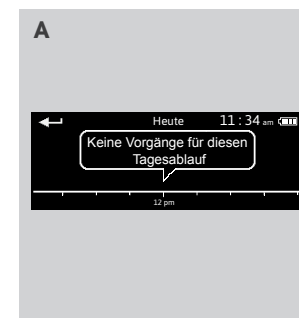 A
Heute 11:34 am
Keine Vorgänge für diesen
Tagesablauf
12 pm